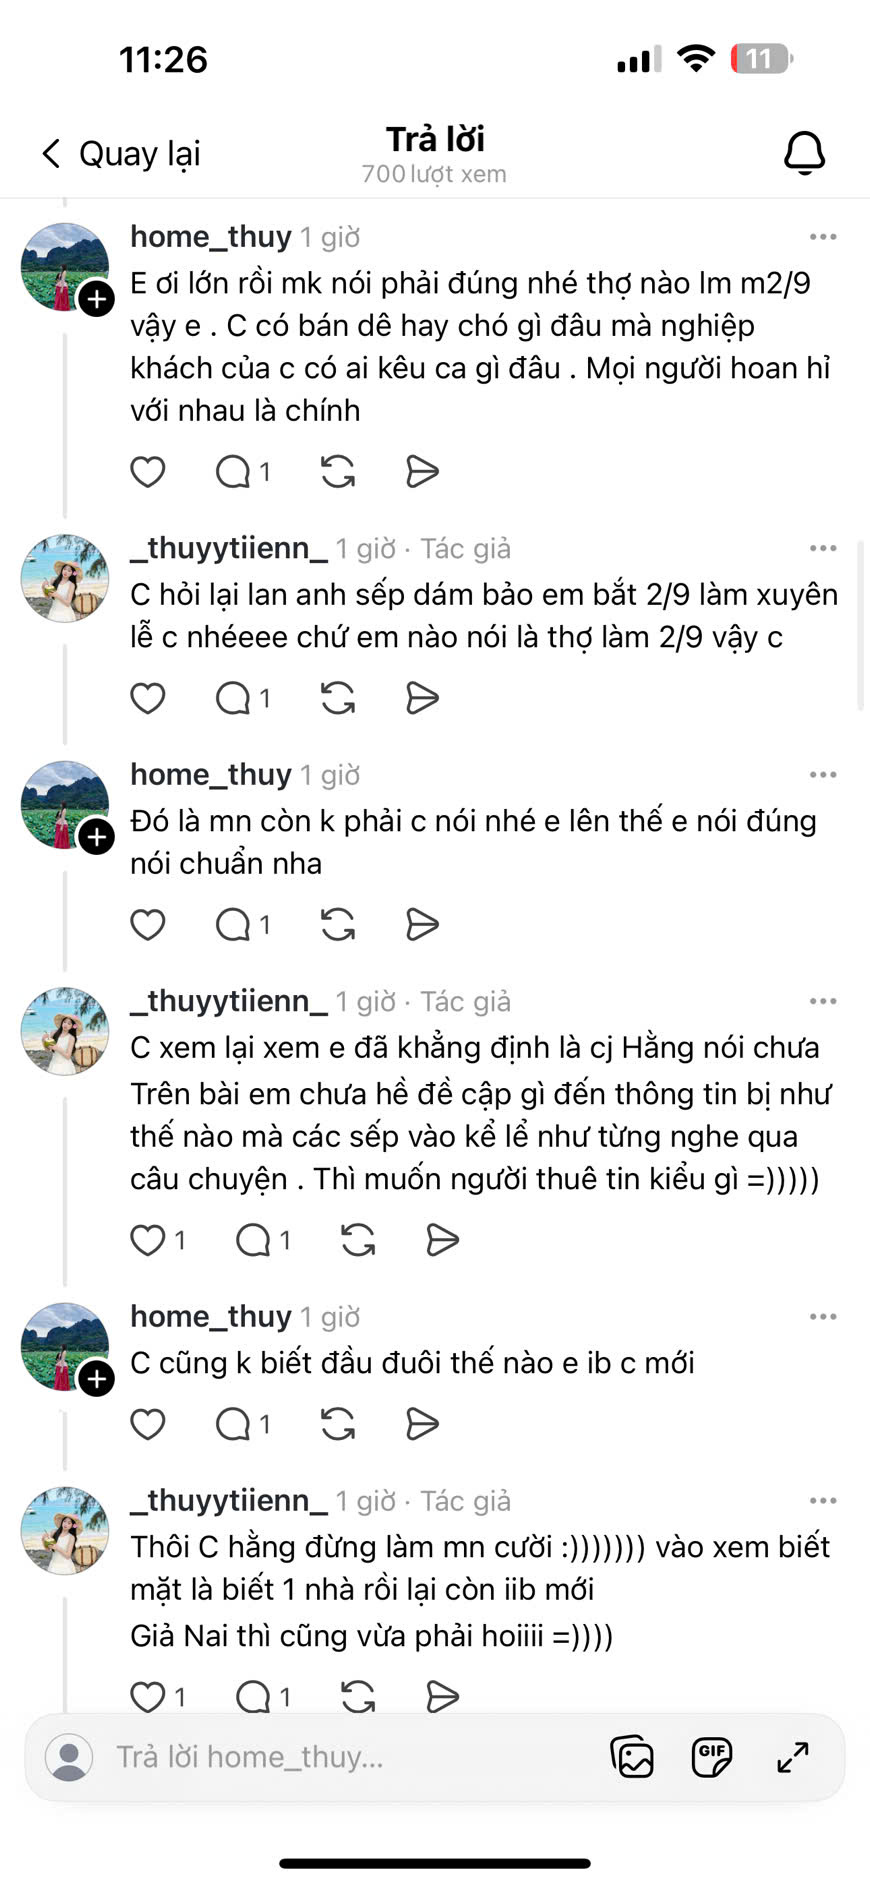 11:26
11
Quay lại
Trả lời
700 lượt xem
home_thuy 1 giờ
E ơi lớn rồi mk nói phải đúng nhé thợ nào lm m2/9
vậy e . C có bán dê hay chó gì đâu mà nghiệp
khách của c có ai kêu ca gì đâu . Mọi người hoan hỉ
với nhau là chính
1
_thuyytiienn_ 1 giờ · Tác giả
C hỏi lại lan anh sếp dám bảo em bắt 2/9 làm xuyên
lễ c nhéeee chứ em nào nói là thợ làm 2/9 vậy c
1
home_thuy 1 giờ
Đó là mn còn k phải c nói nhé e lên thế e nói đúng
nói chuẩn nha
1
_thuyytiienn_ 1 giờ · Tác giả
C xem lại xem e đã khẳng định là cj Hằng nói chưa
Trên bài em chưa hề đề cập gì đến thông tin bị như
thế nào mà các sếp vào kể lể như từng nghe qua
câu chuyện . Thì muốn người thuê tin kiểu gì =)))))
1 1
home_thuy 1 giờ
C cũng k biết đầu đuôi thế nào e ib c mới
1
_thuyytiienn_ 1 giờ · Tác giả
Thôi C hằng đừng làm mn cười :))))))) vào xem biết
mặt là biết 1 nhà rồi lại còn iib mới
Giả Nai thì cũng vừa phải hoiiii =))))
1 1
Trả lời home_thuy...
GIF